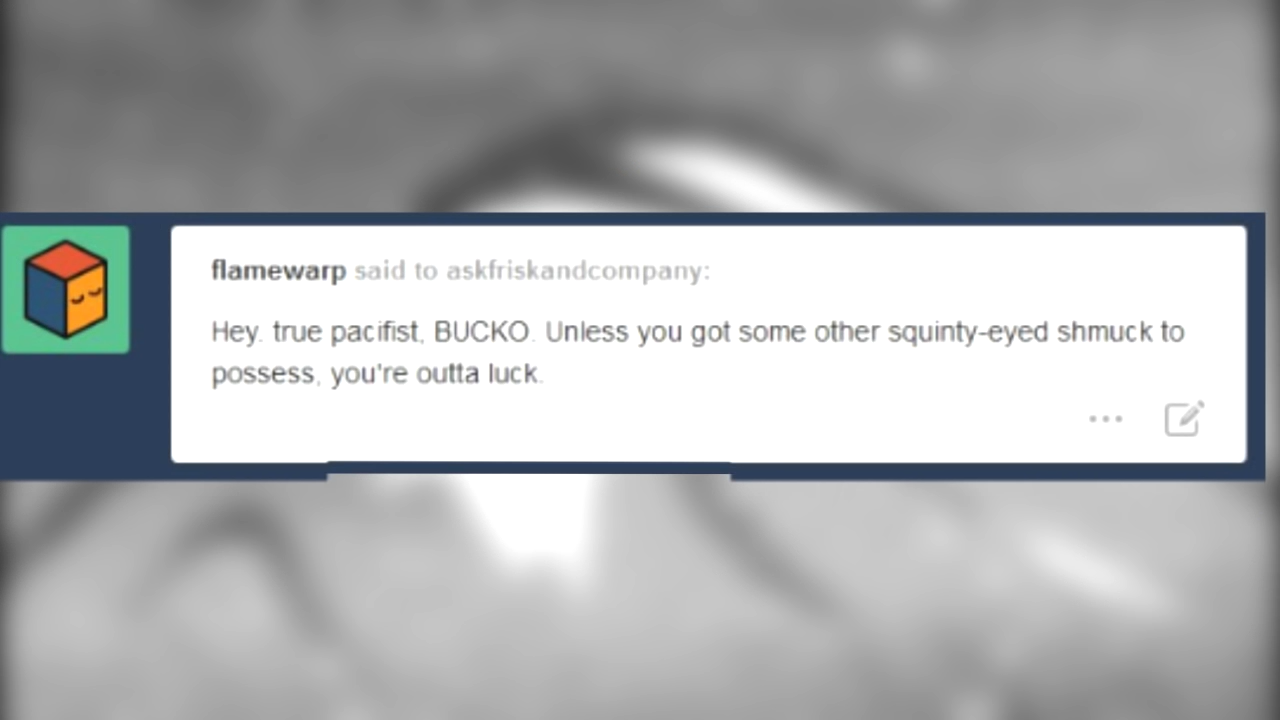 flamewarp said to askfriskandcompany:
Hey. true pacifist, BUCKO. Unless you got some other squinty-eyed shmuck to
possess, you're outta luck.